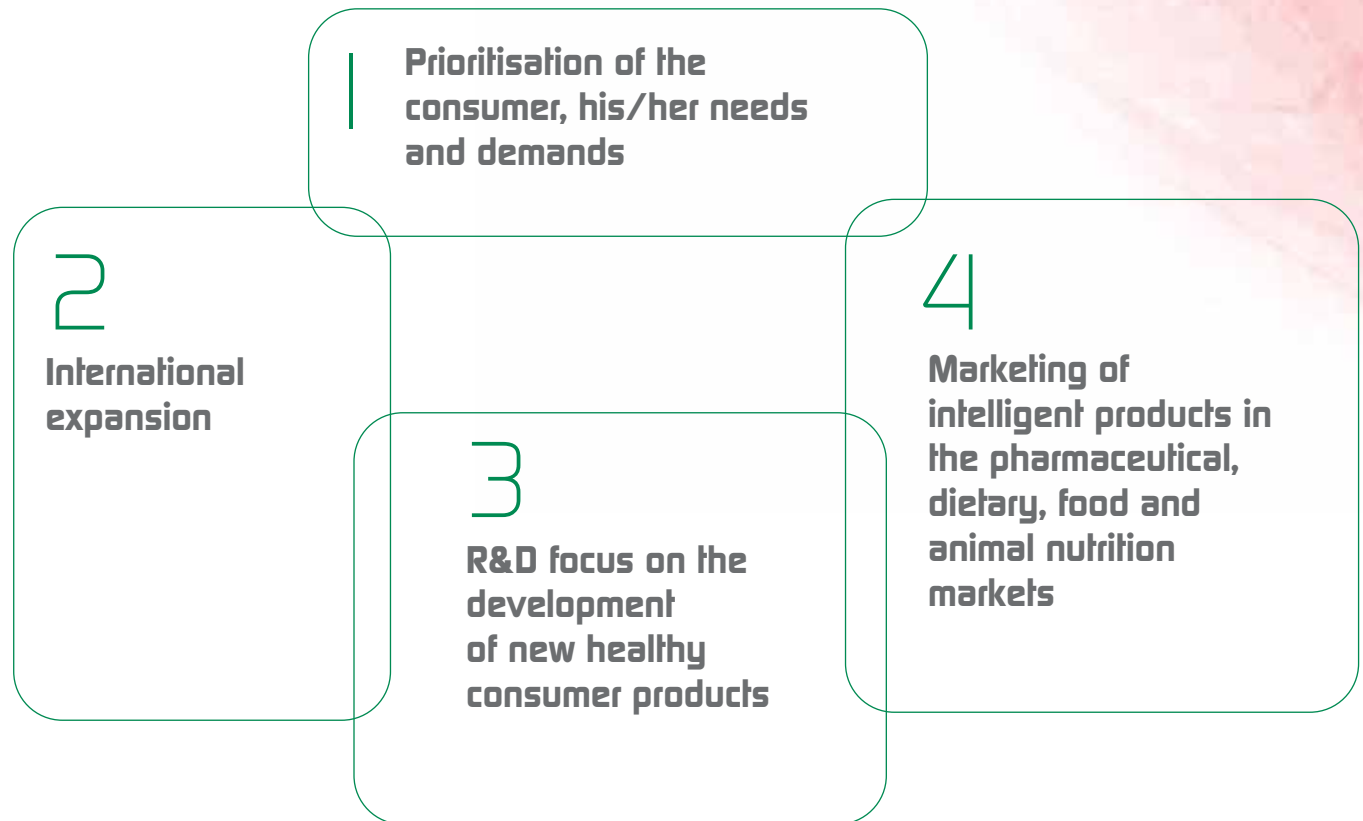 1
Prioritisation of the
consumer, his/her needs
and demands
2
International
expansion
3
R&D focus on the
development
of new healthy
consumer products
4
Marketing of
intelligent products in
the pharmaceutical,
dietary, food and
animal nutrition
markets